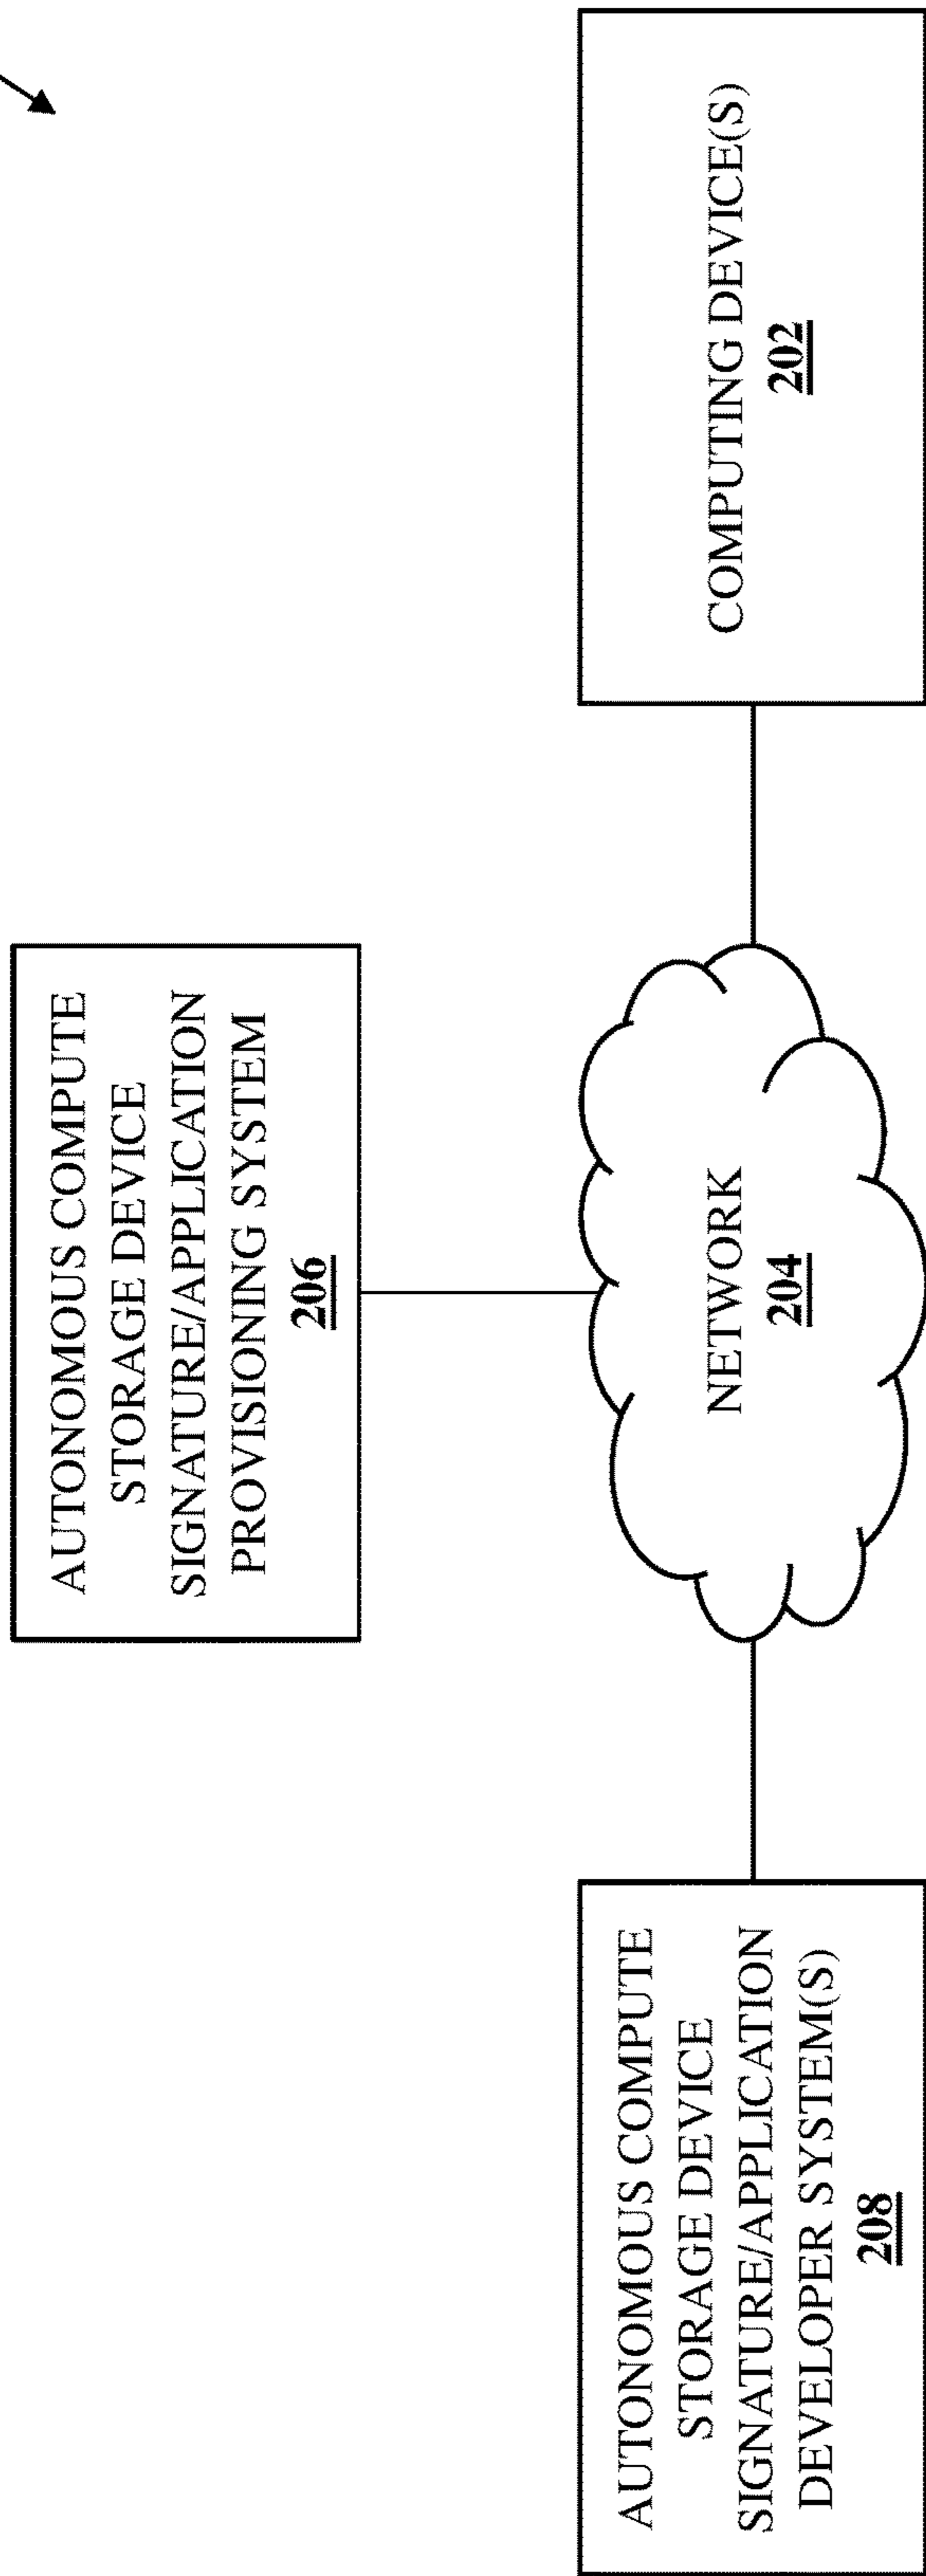 AUTONOMOUS COMPUTE
STORAGE DEVICE
SIGNATURE/APPLICATION
PROVISIONING SYSTEM
206
AUTONOMOUS COMPUTE
STORAGE DEVICE
SIGNATURE/APPLICATION
DEVELOPER SYSTEM(S)
208
NETWORK
204
COMPUTING DEVICE(S)
202